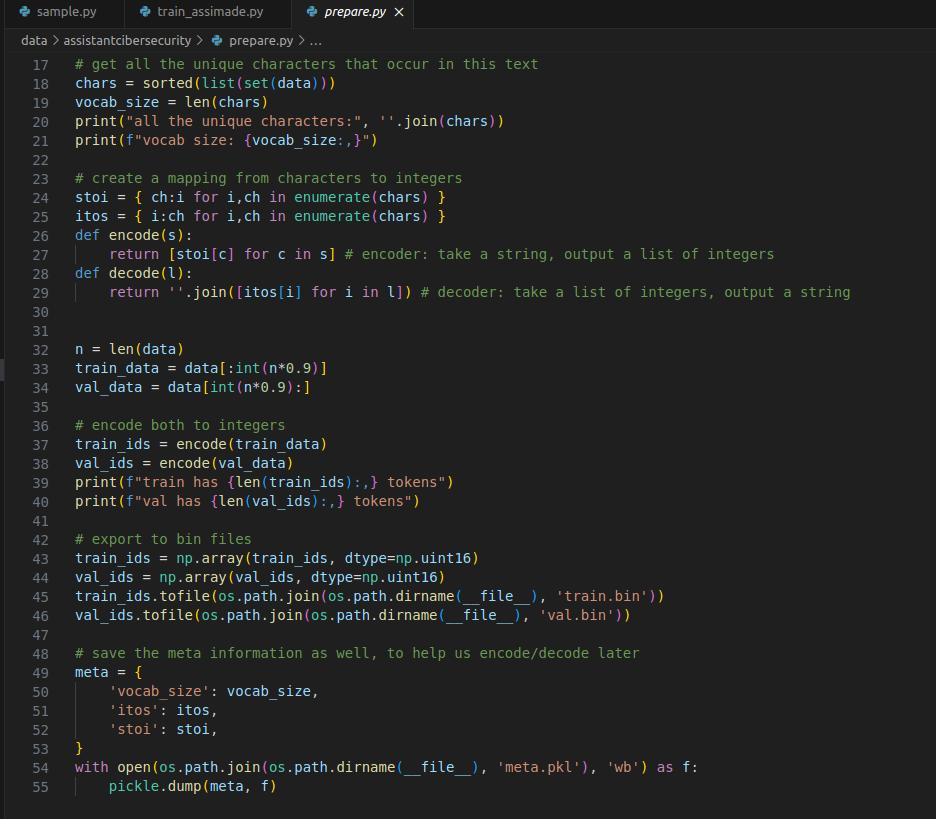 sample.py train_assimade.py prepare.py ×
data > assistantcibersecurity > prepare.py > ...
17 # get all the unique characters that occur in this text
18 chars = sorted(list(set(data)))
19 vocab_size = len(chars)
20 print("all the unique characters:", ''.join(chars))
21 print(f"vocab size: {vocab_size:,}")
22
23 # create a mapping from characters to integers
24 stoi = { ch:i for i,ch in enumerate(chars) }
25 itos = { i:ch for i,ch in enumerate(chars) }
26 def encode(s):
27     return [stoi[c] for c in s] # encoder: take a string, output a list of integers
28 def decode(l):
29     return ''.join([itos[i] for i in l]) # decoder: take a list of integers, output a string
30
31
32 n = len(data)
33 train_data = data[:int(n*0.9)]
34 val_data = data[int(n*0.9):]
35
36 # encode both to integers
37 train_ids = encode(train_data)
38 val_ids = encode(val_data)
39 print(f"train has {len(train_ids):,} tokens")
40 print(f"val has {len(val_ids):,} tokens")
41
42 # export to bin files
43 train_ids = np.array(train_ids, dtype=np.uint16)
44 val_ids = np.array(val_ids, dtype=np.uint16)
45 train_ids.tofile(os.path.join(os.path.dirname(__file__), 'train.bin'))
46 val_ids.tofile(os.path.join(os.path.dirname(__file__), 'val.bin'))
47
48 # save the meta information as well, to help us encode/decode later
49 meta = {
50     'vocab_size': vocab_size,
51     'itos': itos,
52     'stoi': stoi,
53 }
54 with open(os.path.join(os.path.dirname(__file__), 'meta.pkl'), 'wb') as f:
55     pickle.dump(meta, f)